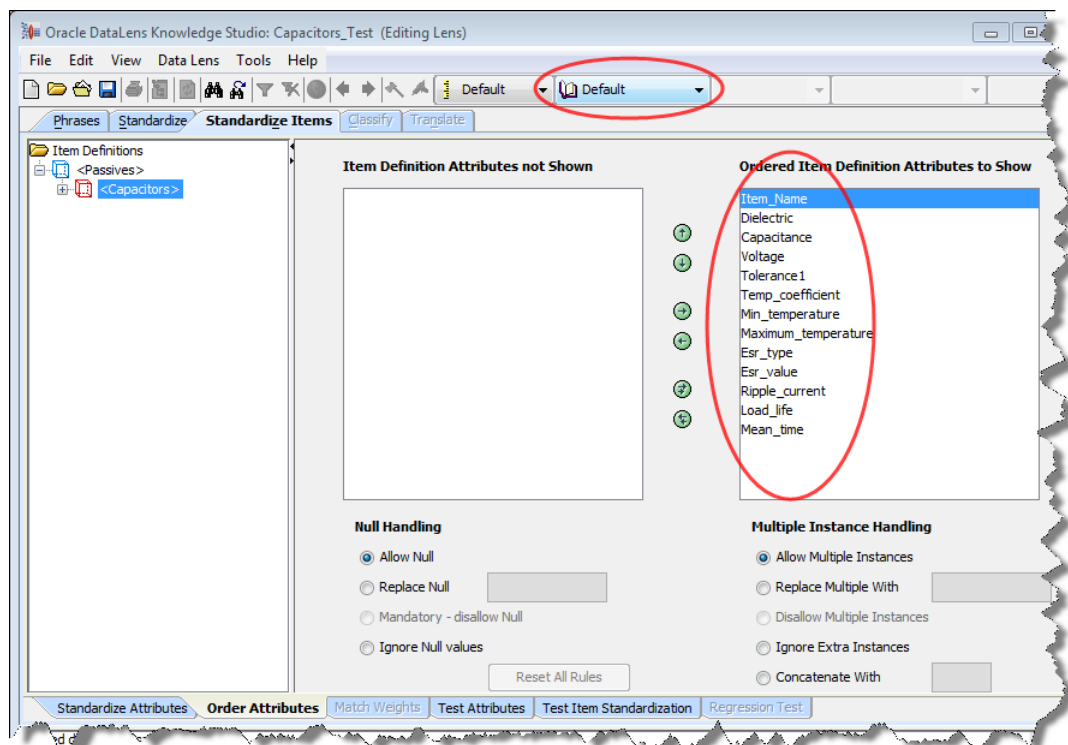 Oracle DataLens Knowledge Studio: Capacitors_Test (Editing Lens)
File Edit View Data Lens Tools Help
Default Default
Phrases Standardize Standardize Items Classify Translate
Item Definitions
<Passives>
<Capacitors>
Item Definition Attributes not Shown
Ordered Item Definition Attributes to Show
Item_Name
Dielectric
Capacitance
Voltage
Tolerance1
Temp_coefficient
Min_temperature
Maximum_temperature
Esr_type
Esr_value
Ripple_current
Load_life
Mean_time
Null Handling
Allow Null
Replace Null
Mandatory - disallow Null
Ignore Null values
Reset All Rules
Multiple Instance Handling
Allow Multiple Instances
Replace Multiple With
Disallow Multiple Instances
Ignore Extra Instances
Concatenate With
Standardize Attributes Order Attributes Match Weights Test Attributes Test Item Standardization Regression Test